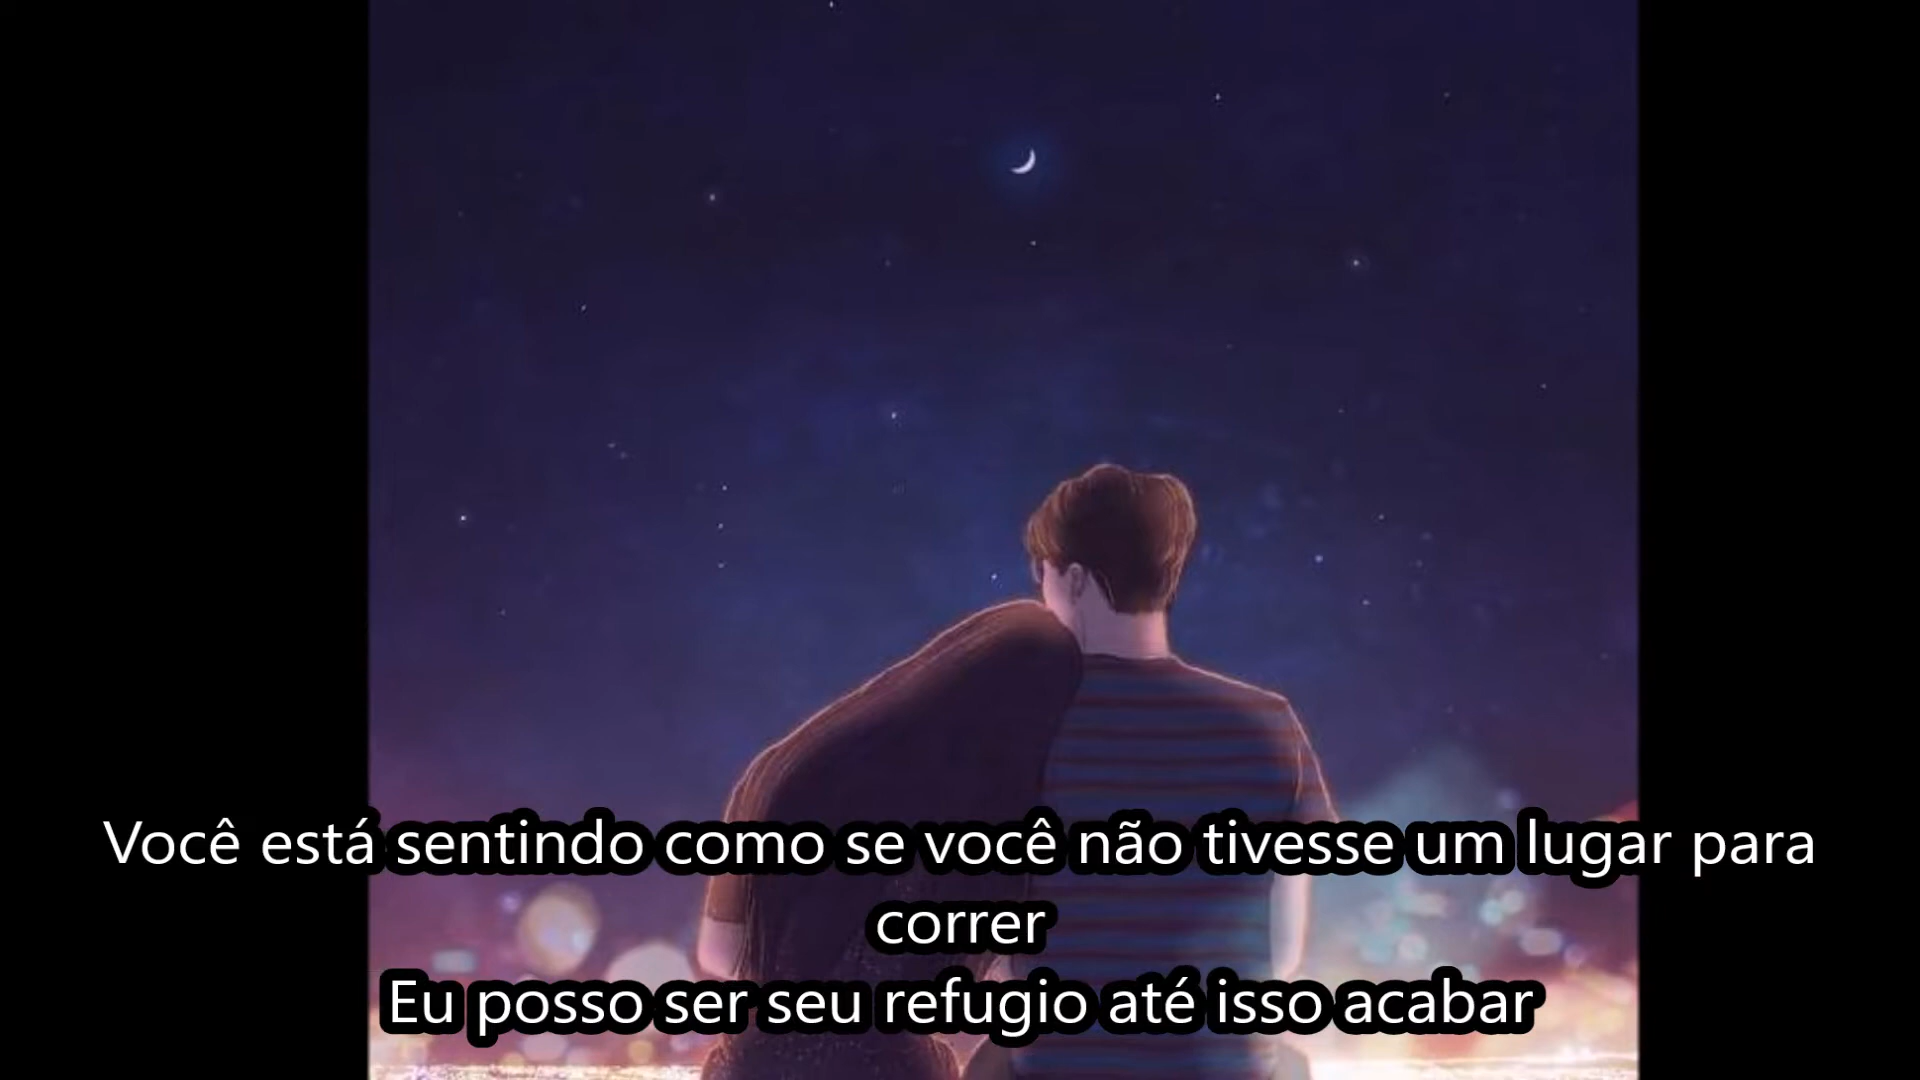 Você está sentindo como se você não tivesse um lugar para
correr
Eu posso ser seu refugio até isso acabar